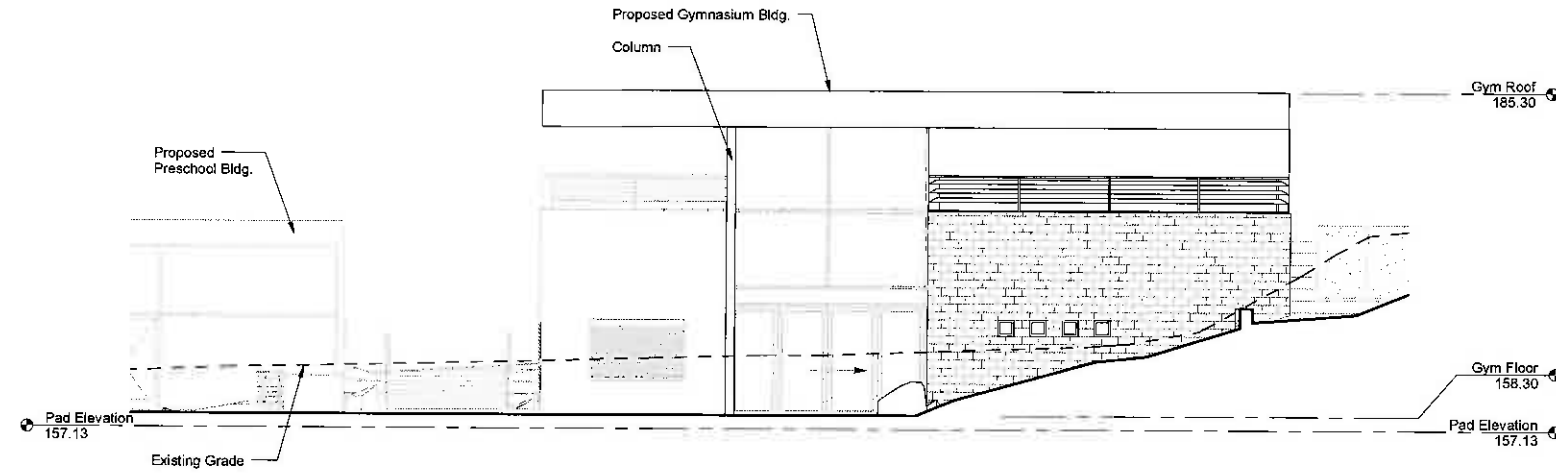 Proposed Gymnasium Bldg.
Column
Gym Roof
185.30
Proposed
Preschool Bldg.
Gym Floor
158.30
Pad Elevation
157.13
Pad Elevation
157.13
Existing Grade